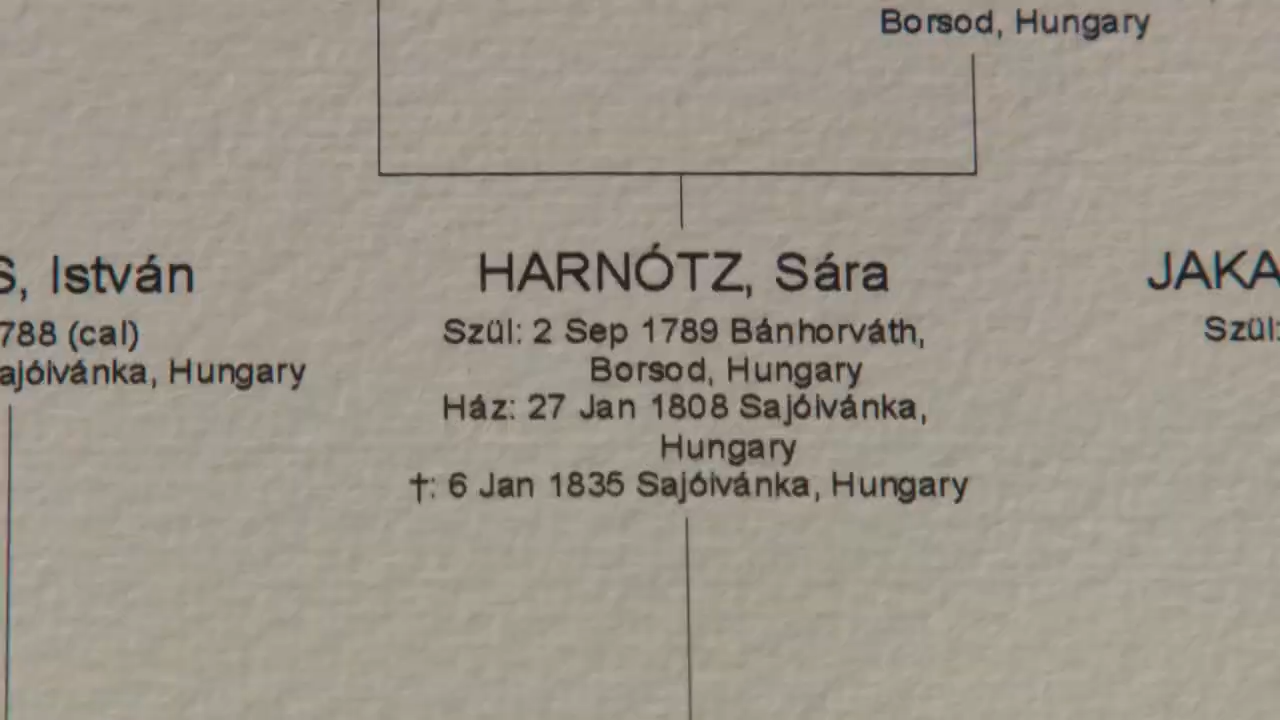 Borsod, Hungary
S, István
788 (cal)
ajóivánka, Hungary
HARNÓTZ, Sára
Szül: 2 Sep 1789 Bánhorváth,
Borsod, Hungary
Ház: 27 Jan 1808 Sajóivánka,
Hungary
†: 6 Jan 1835 Sajóivánka, Hungary
JAKA
Szül: